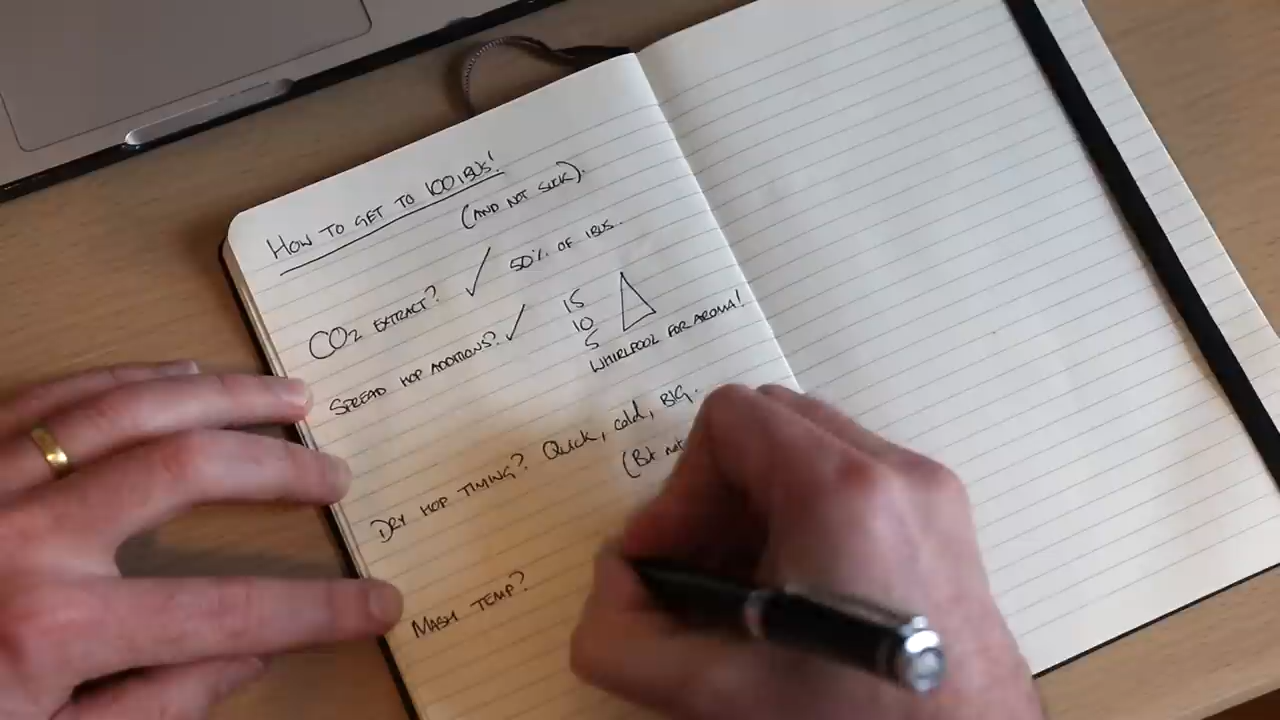 HOW TO GET TO 100 IBUS!
(AND NOT SUCK).
CO2 EXTRACT? ✓ 50% OF IBUS.
SPREAD HOP ADDITIONS? ✓ 15
10
5
WHIRLPOOL FOR AROMA!
DRY HOP TIMING? Quick, cold, BIG.
(But not
MASH TEMP?